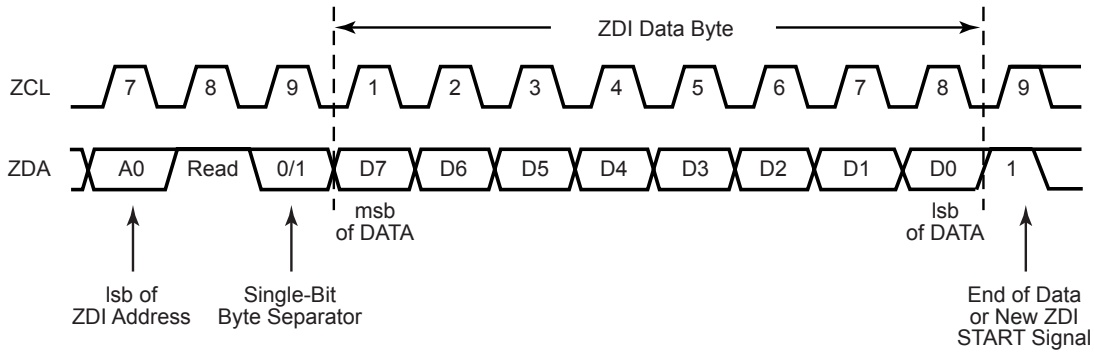 ZDI Data Byte
ZCL 7 8 9 1 2 3 4 5 6 7 8 9
ZDA A0 Read 0/1 D7 D6 D5 D4 D3 D2 D1 D0 1
msb
of DATA
lsb
of DATA
lsb of
ZDI Address
Single-Bit
Byte Separator
End of Data
or New ZDI
START Signal